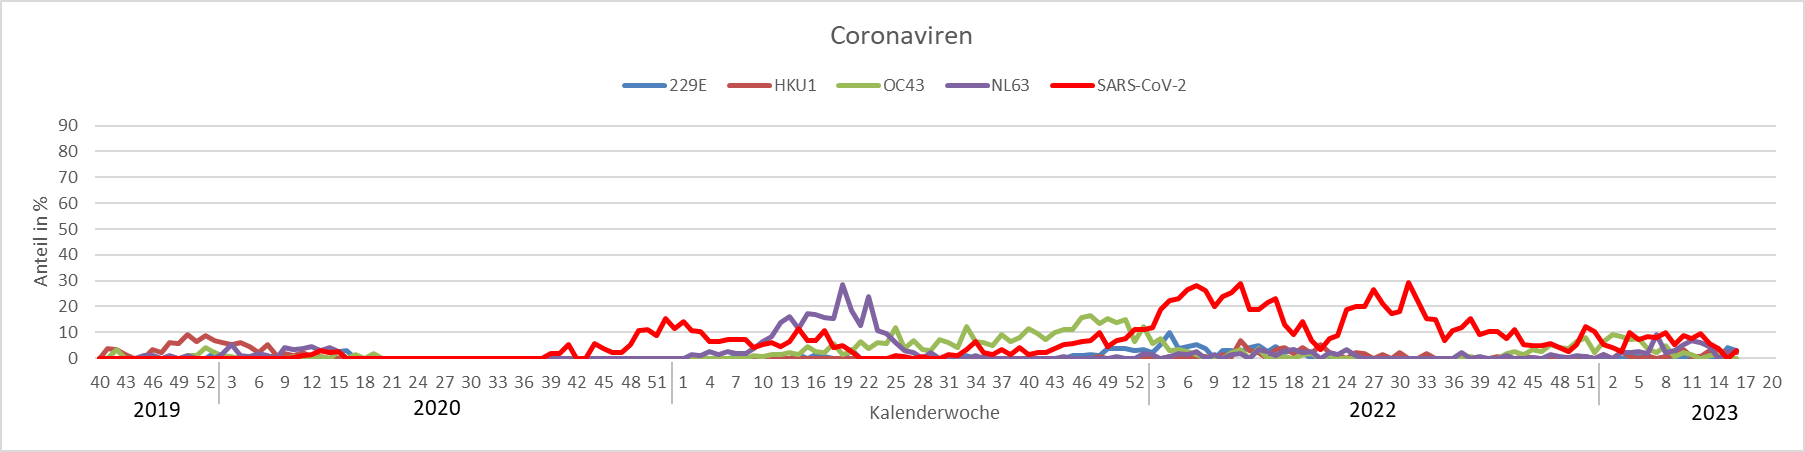 Coronaviren
229E HKU1 OC43 NL63 SARS-CoV-2
Anteil in %
90
80
70
60
50
40
30
20
10
0
40 43 46 49 52 3 6 9 12 15 18 21 24 27 30 33 36 39 42 45 48 51 1 4 7 10 13 16 19 22 25 28 31 34 37 40 43 46 49 52 3 6 9 12 15 18 21 24 27 30 33 36 39 42 45 48 51 2 5 8 11 14 17 20
2019 2020 Kalenderwoche 2022 2023